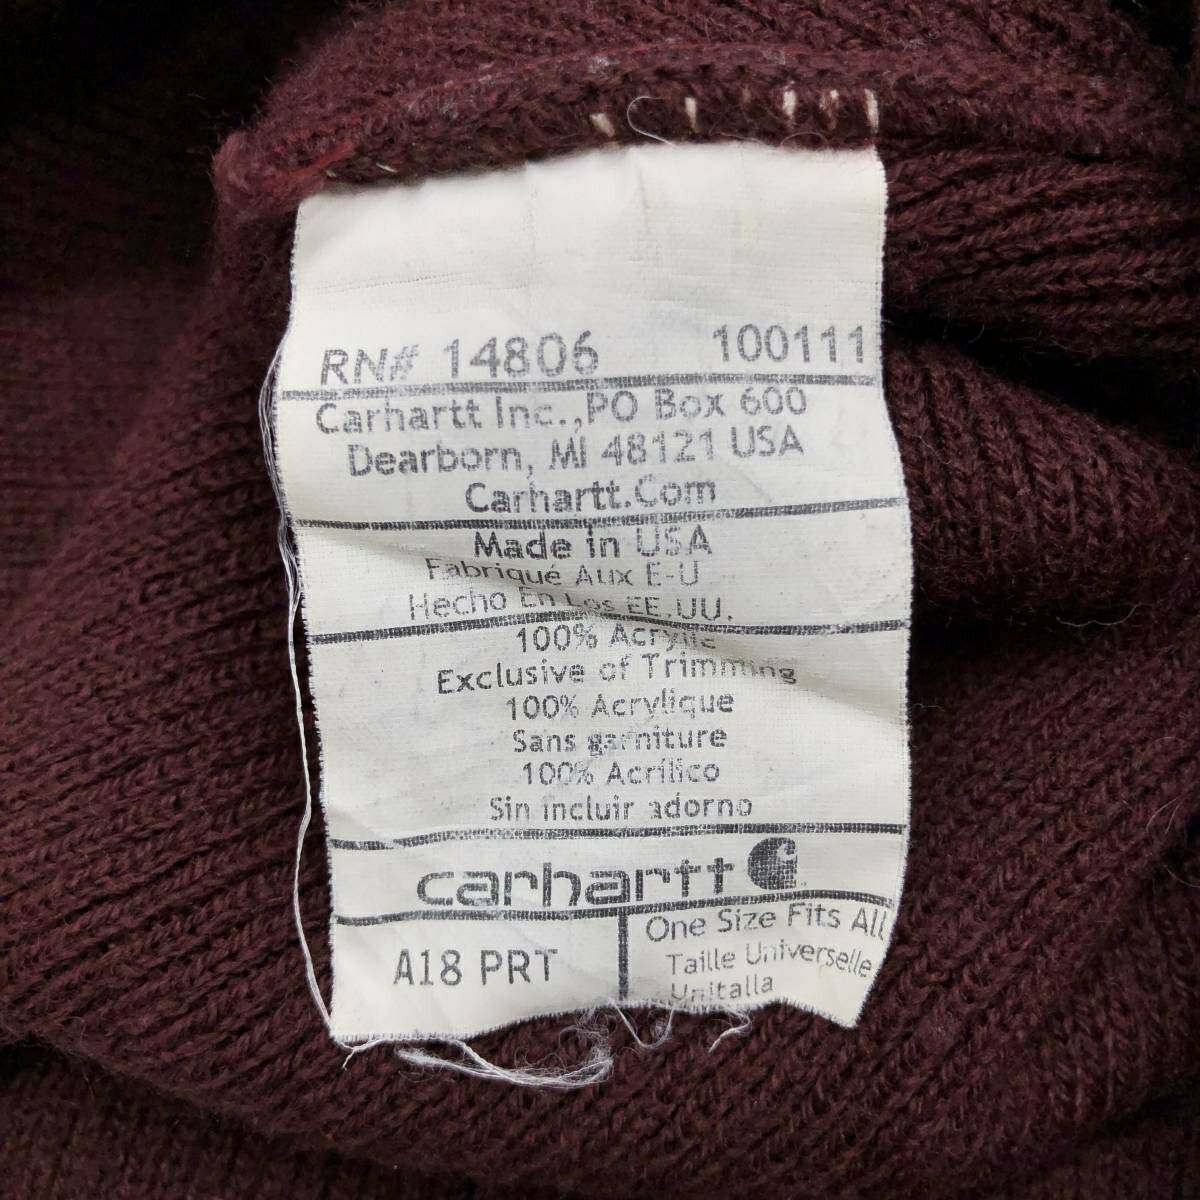 RN# 14806 100111
Carhartt Inc., PO Box 600
Dearborn, MI 48121 USA
Carhartt.Com
Made in USA
Fabriqué Aux E-U
Hecho En Los EE.UU.
100% Acrylic
Exclusive of Trimming
100% Acrylique
Sans garniture
100% Acrílico
Sin incluir adorno
carhartt
A18 PRT
One Size Fits All
Taille Universelle
Unitalla